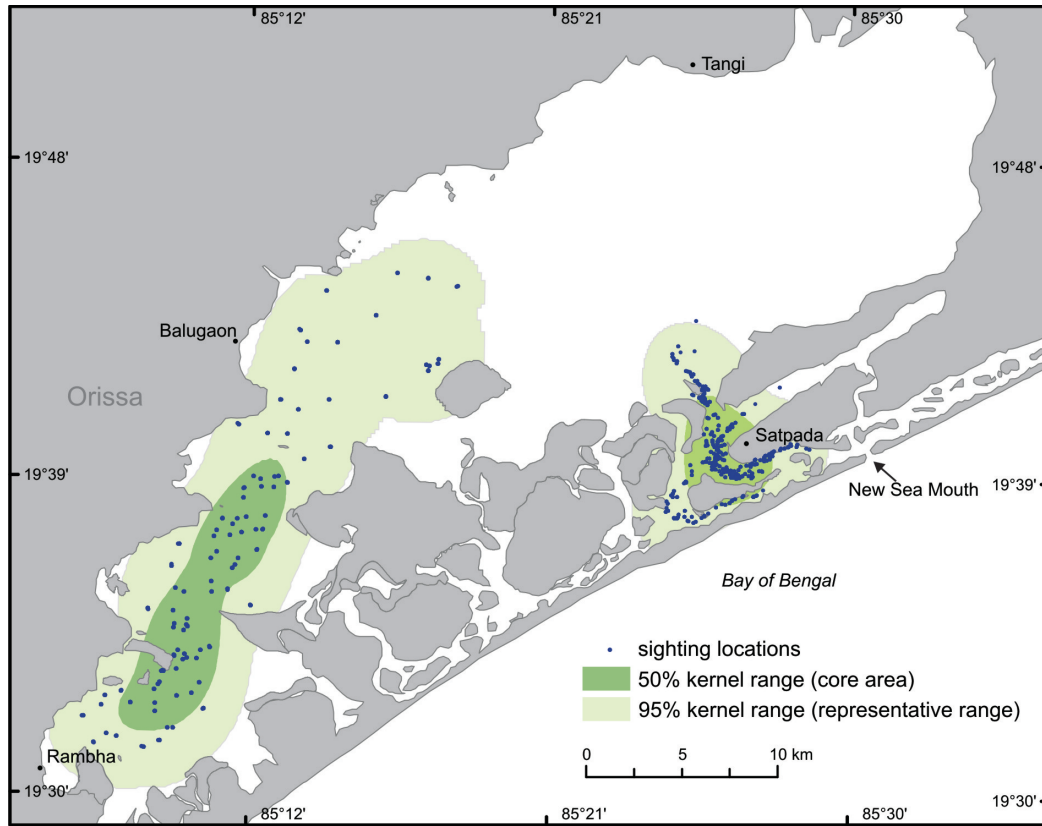 85°12'
85°21'
85°30
Tangi
19°48'
19°48'
Balugaon
Orissa
Satpada
19°39'
19°39'
New Sea Mouth
Bay of Bengal
sighting locations
50% kernel range (core area)
95% kernel range (representative range)
0 5 10 km
Rambha
19°30'
19°30'
85°12'
85°21'
85°30'